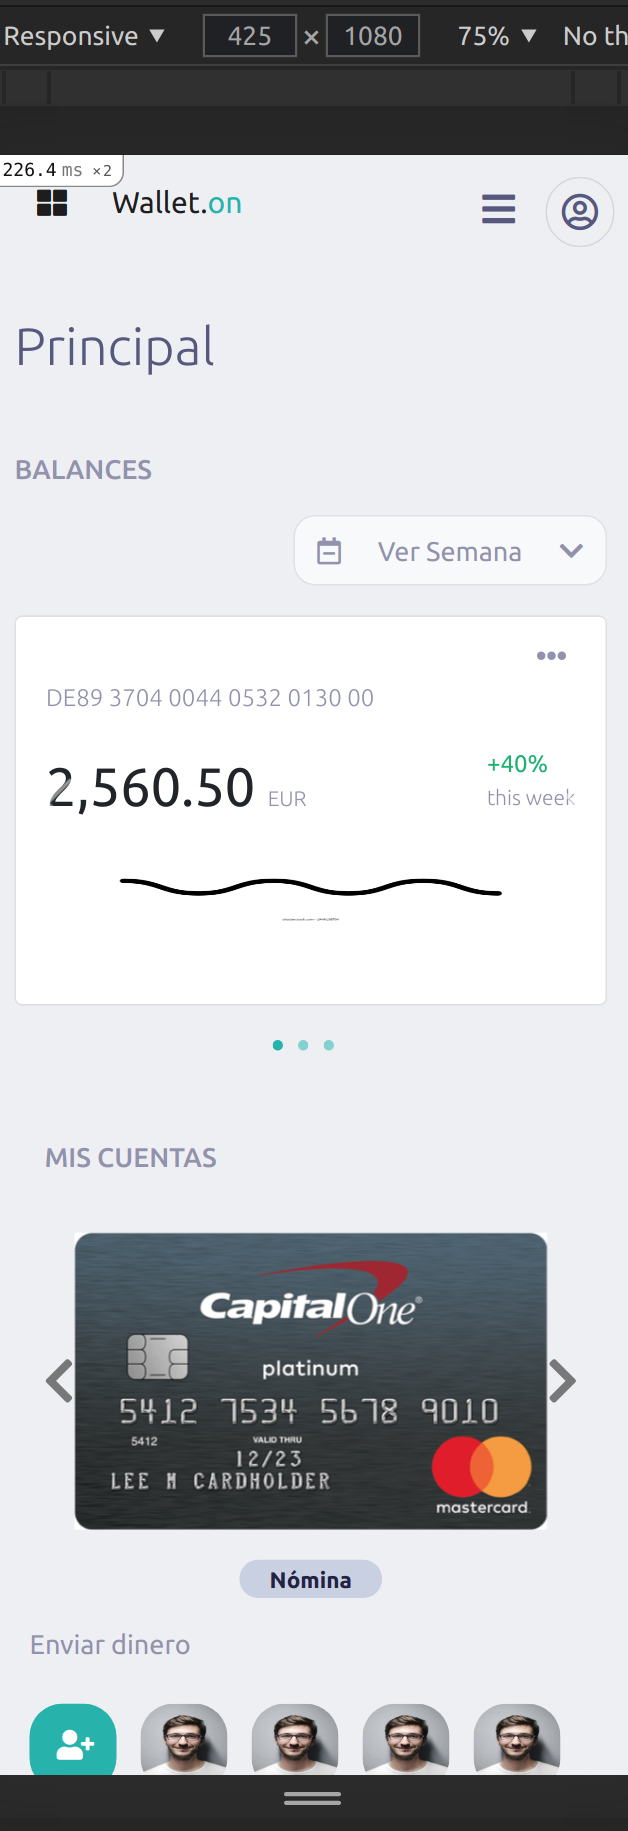 Responsive 425 × 1080 75% No th
226.4 ms ×2
Wallet.on
Principal
BALANCES
Ver Semana
DE89 3704 0044 0532 0130 00
2,560.50 EUR
+40%
this week
MIS CUENTAS
CapitalOne®
platinum
5412 7534 5678 9010
5412 VALID THRU
12/23
LEE M CARDHOLDER
mastercard
Nómina
Enviar dinero